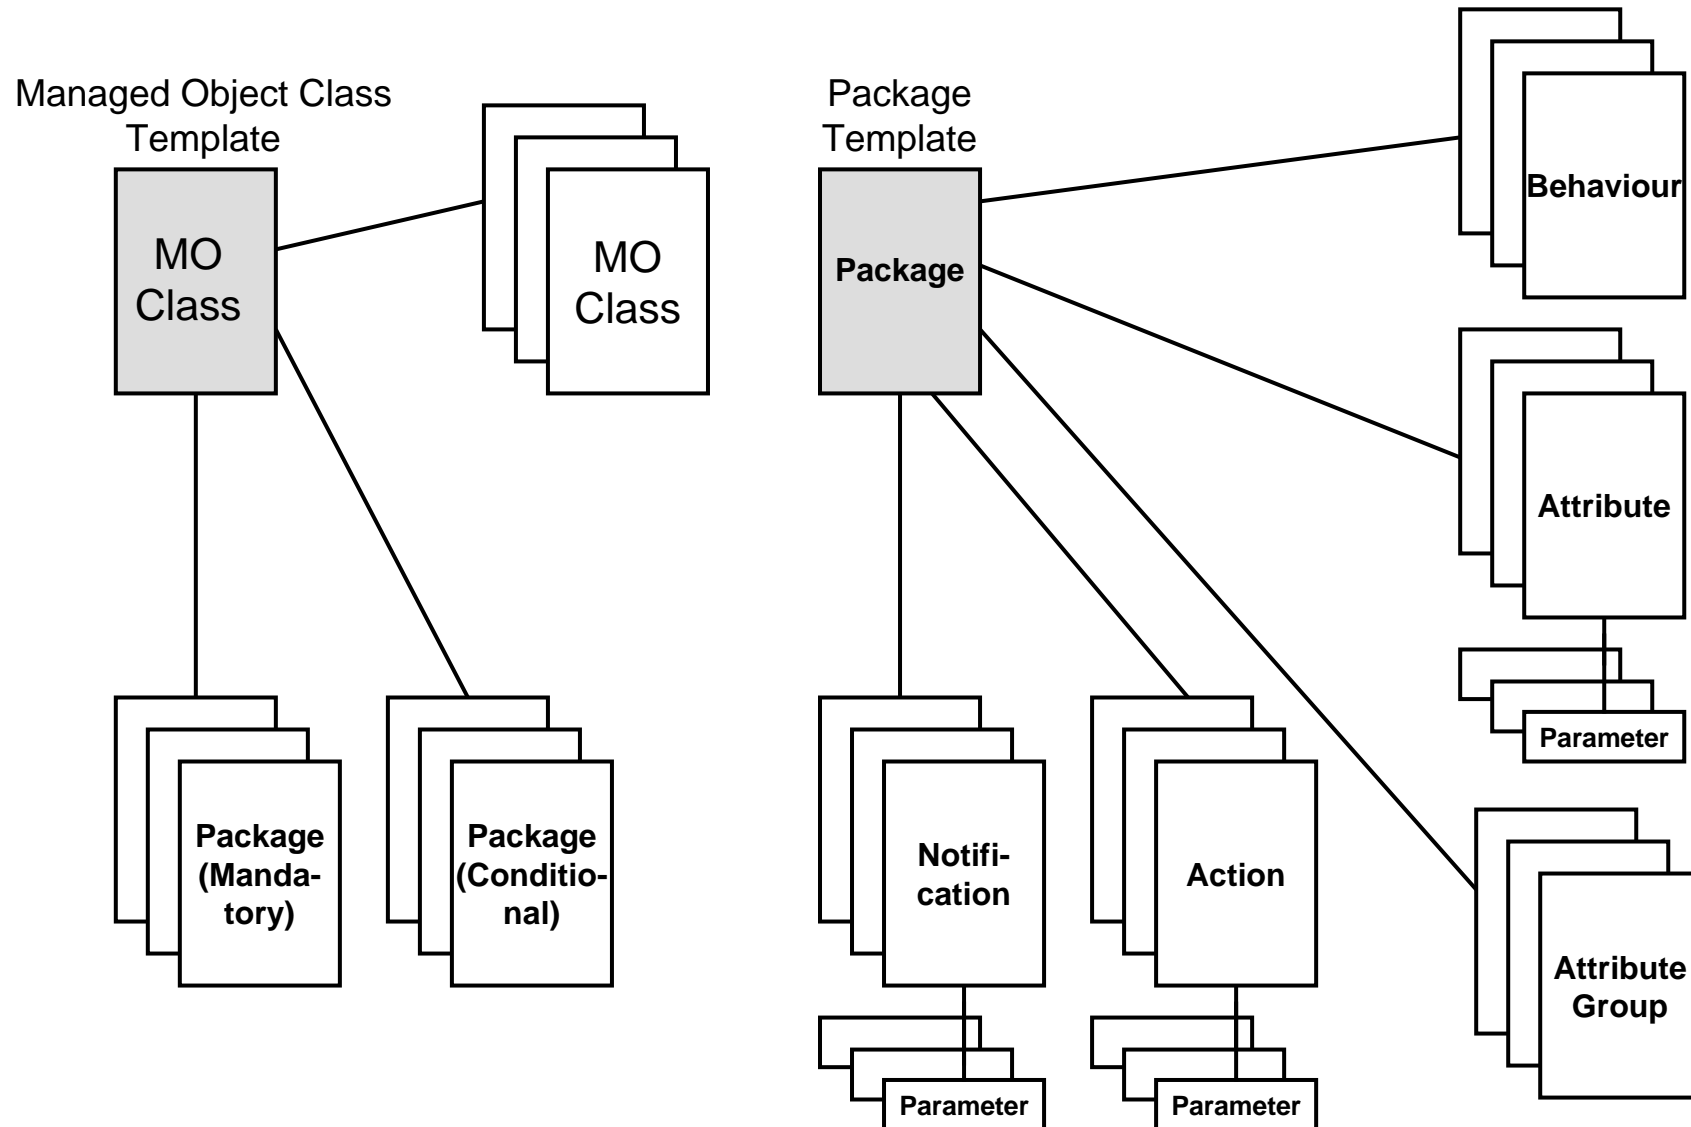 Managed Object Class
Template
MO
Class
MO
Class
Package
(Manda-
tory)
Package
(Conditio-
nal)
Package
Template
Package
Behaviour
Attribute
Parameter
Notifi-
cation
Parameter
Action
Parameter
Attribute
Group